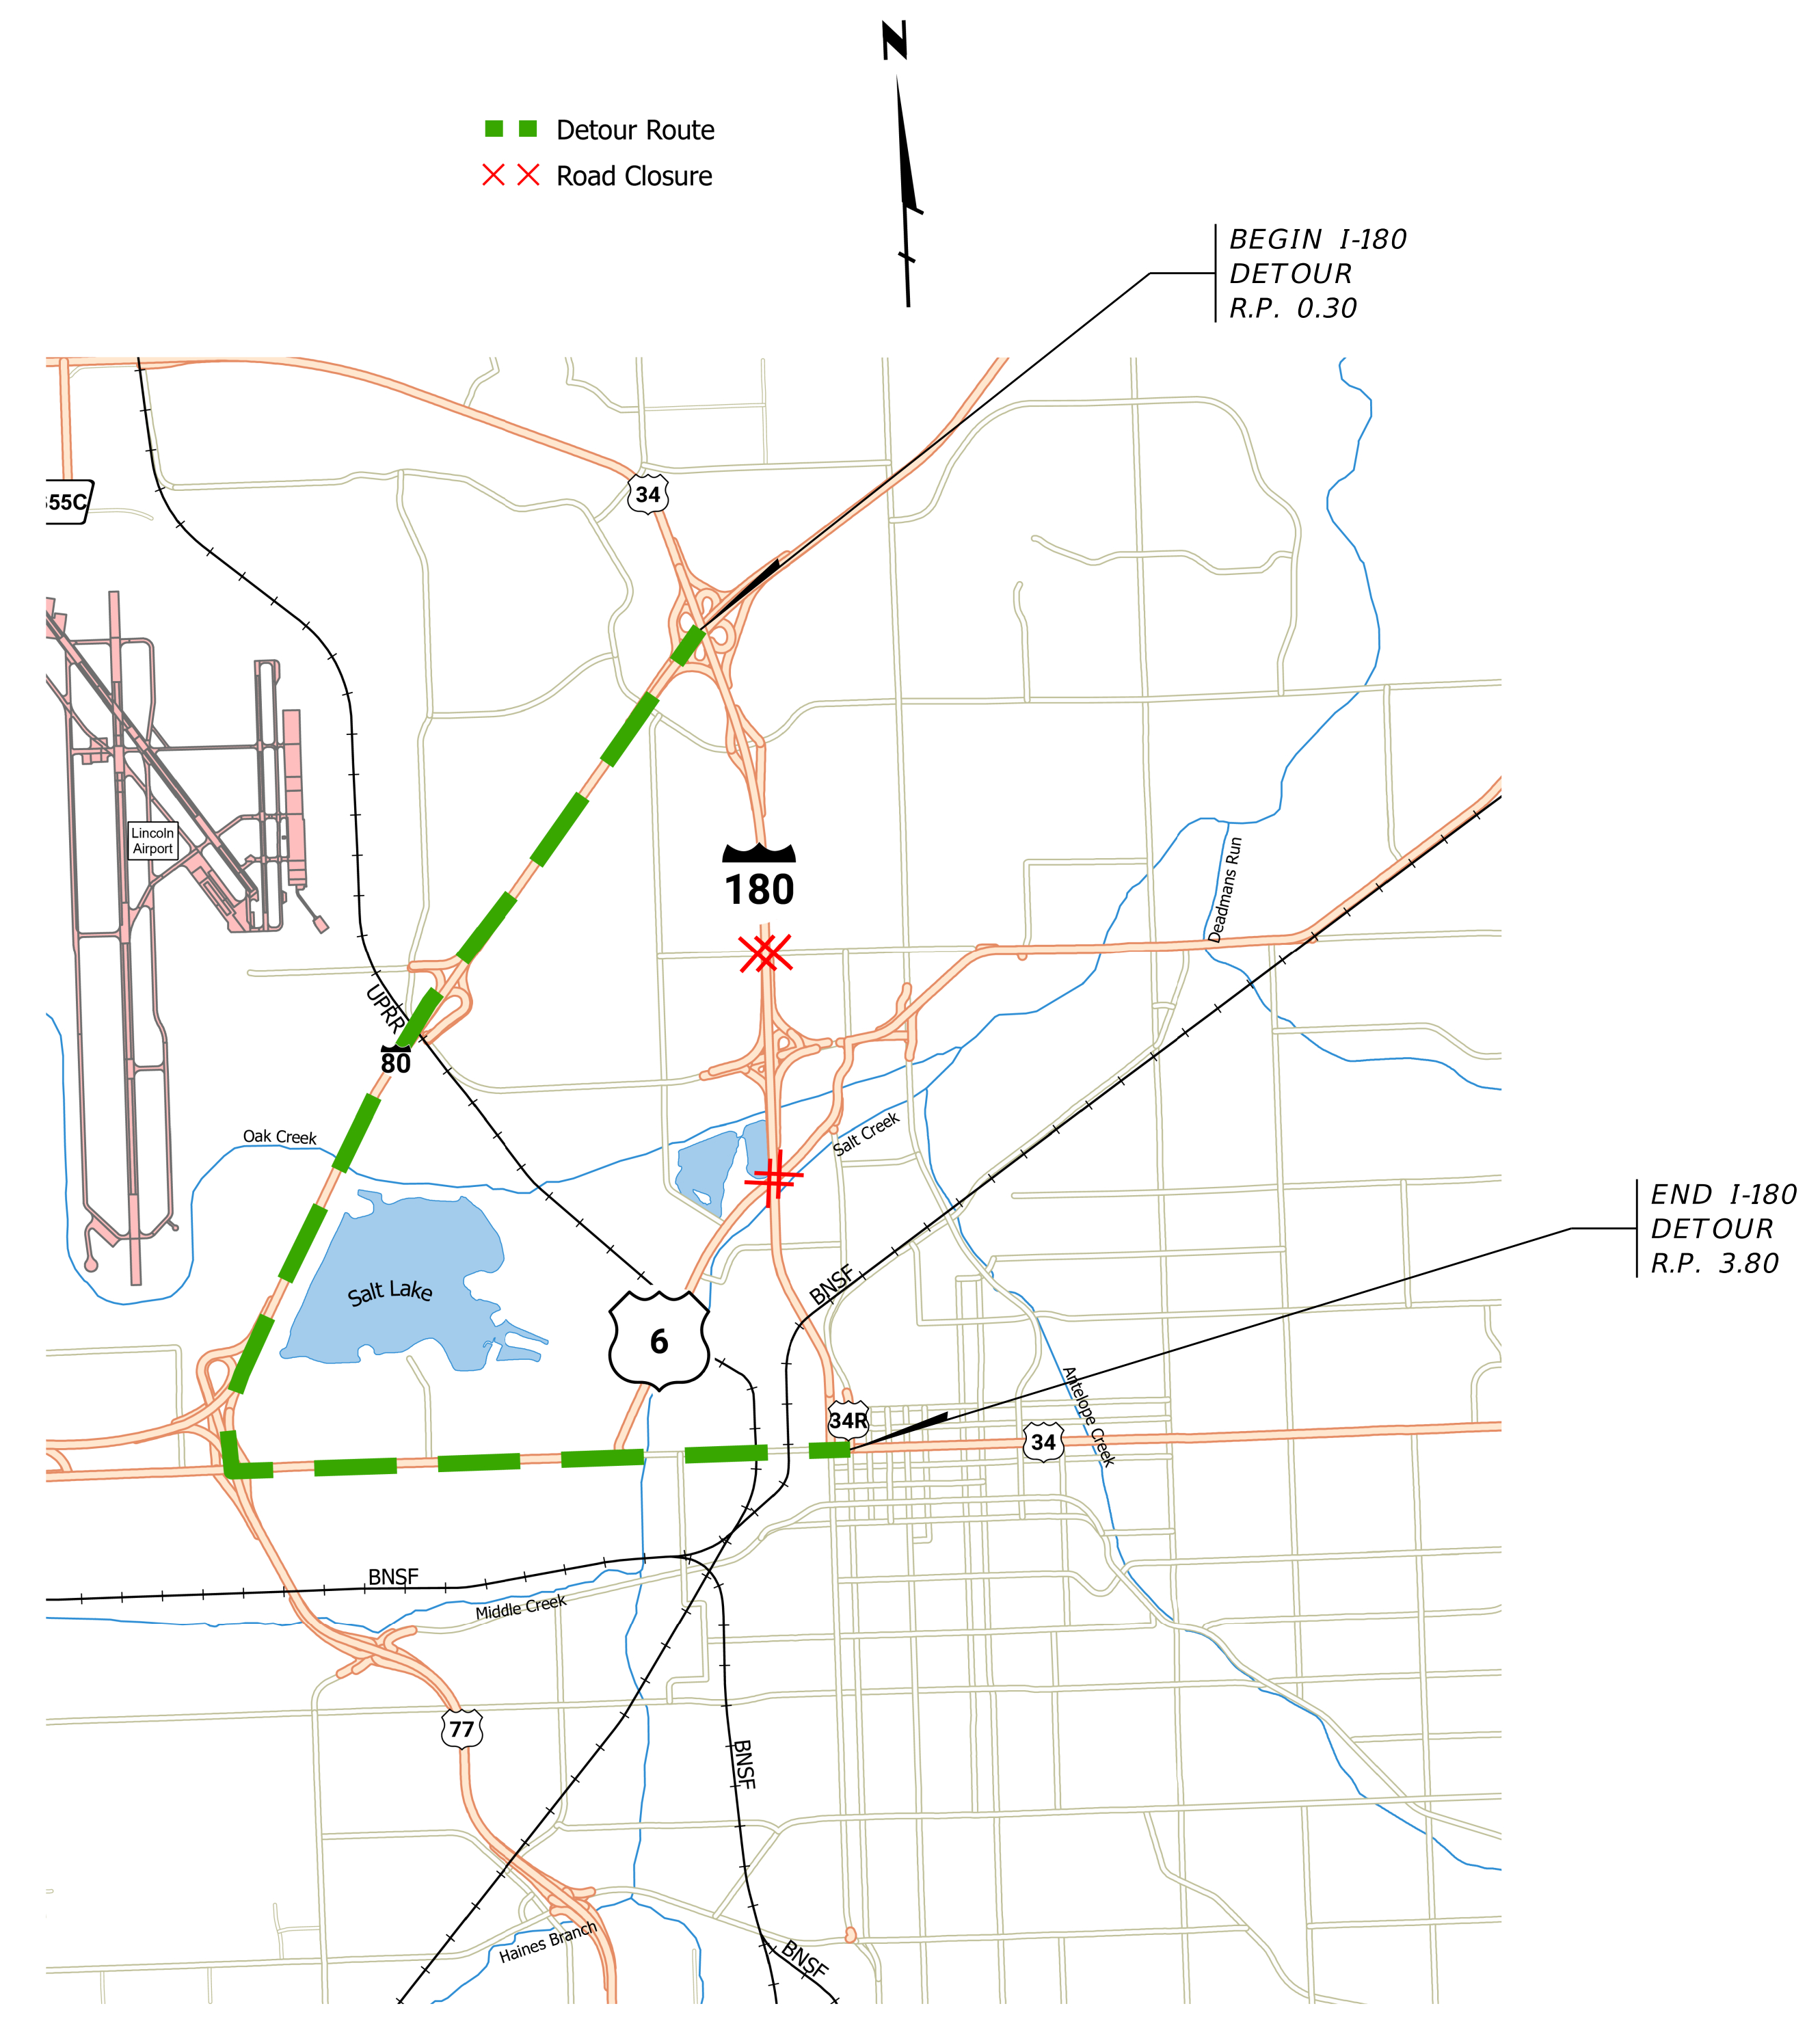 N
Detour Route
Road Closure
BEGIN I-180
DETOUR
R.P. 0.30
34
55C
Lincoln
Airport
180
Deadmans Run
UPRR
80
Oak Creek
Salt Creek
END I-180
DETOUR
R.P. 3.80
Salt Lake
BNSF
6
Antelope Creek
34R
34
BNSF
Middle Creek
77
BNSF
Haines Branch
BNSF